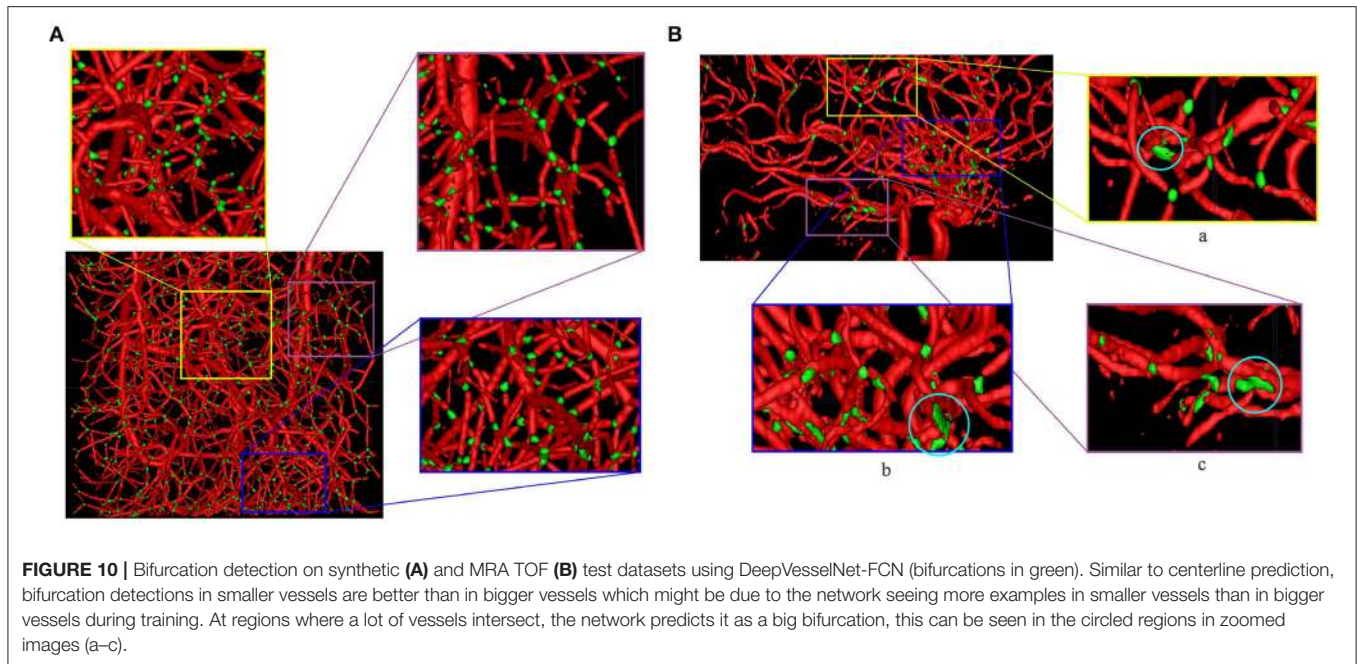 A
B
a
b
c
FIGURE 10 | Bifurcation detection on synthetic (A) and MRA TOF (B) test datasets using DeepVesselNet-FCN (bifurcations in green). Similar to centerline prediction,
bifurcation detections in smaller vessels are better than in bigger vessels which might be due to the network seeing more examples in smaller vessels than in bigger
vessels during training. At regions where a lot of vessels intersect, the network predicts it as a big bifurcation, this can be seen in the circled regions in zoomed
images (a–c).